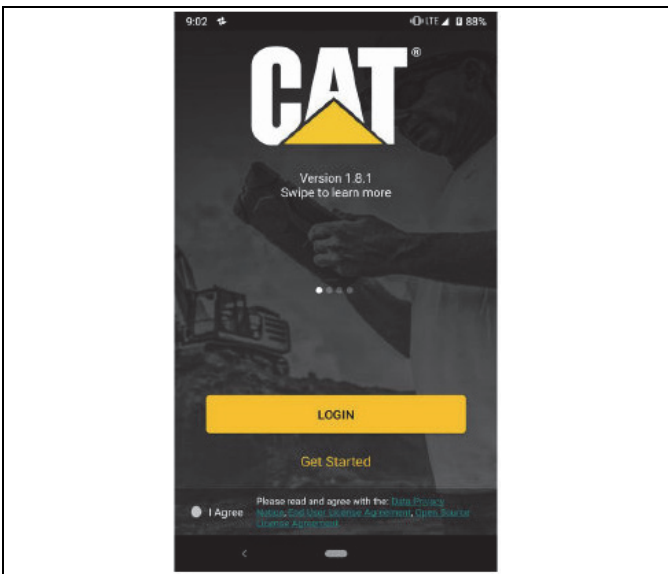 9:02 LTE 88%
CAT®
Version 1.8.1
Swipe to learn more
LOGIN
Get Started
I Agree
Please read and agree with the: Data Privacy
Notice, End User License Agreement, Open Source
License Agreement